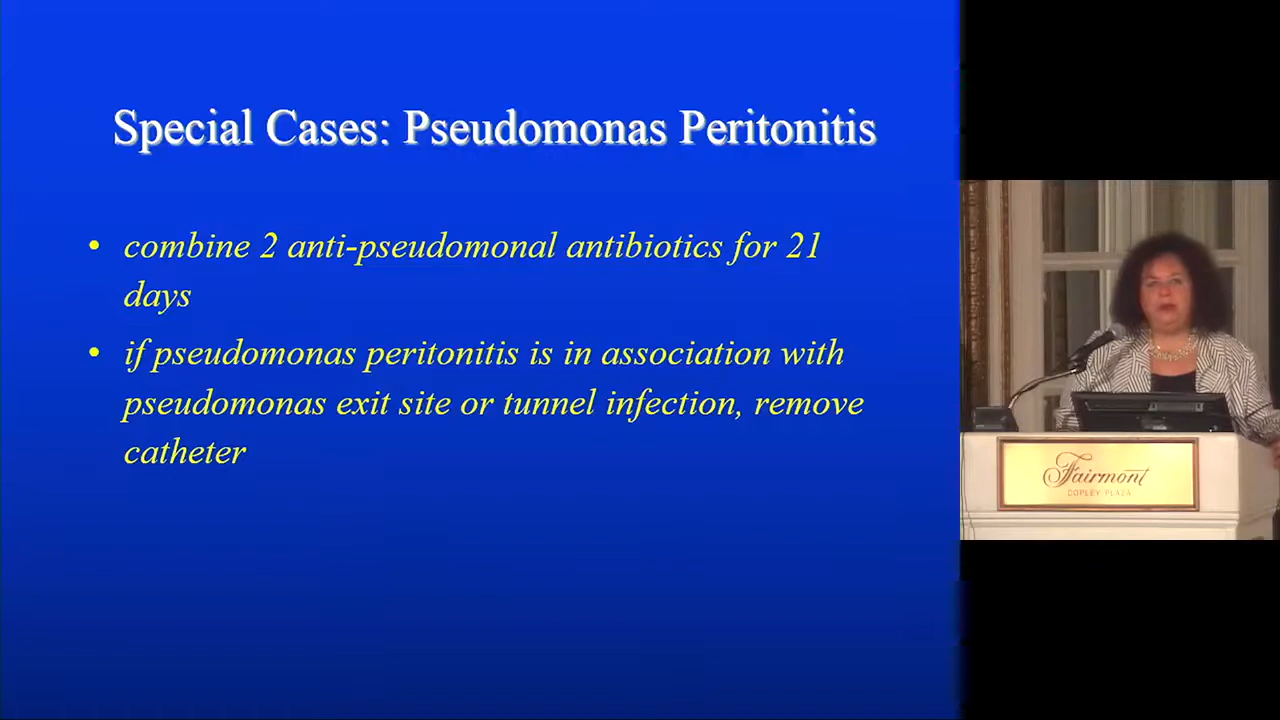 Special Cases: Pseudomonas Peritonitis
• combine 2 anti-pseudomonal antibiotics for 21
days
• if pseudomonas peritonitis is in association with
pseudomonas exit site or tunnel infection, remove
catheter
Fairmont
COPLEY PLAZA